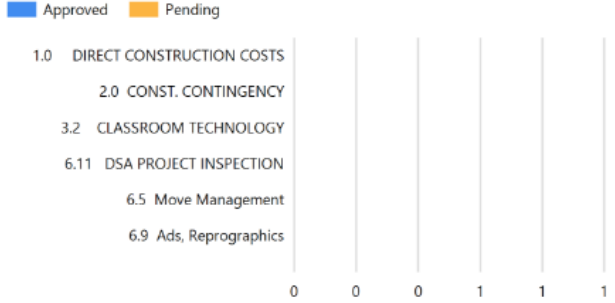 Approved Pending
1.0 DIRECT CONSTRUCTION COSTS
2.0 CONST. CONTINGENCY
3.2 CLASSROOM TECHNOLOGY
6.11 DSA PROJECT INSPECTION
6.5 Move Management
6.9 Ads, Reprographics
0 0 0 1 1 1